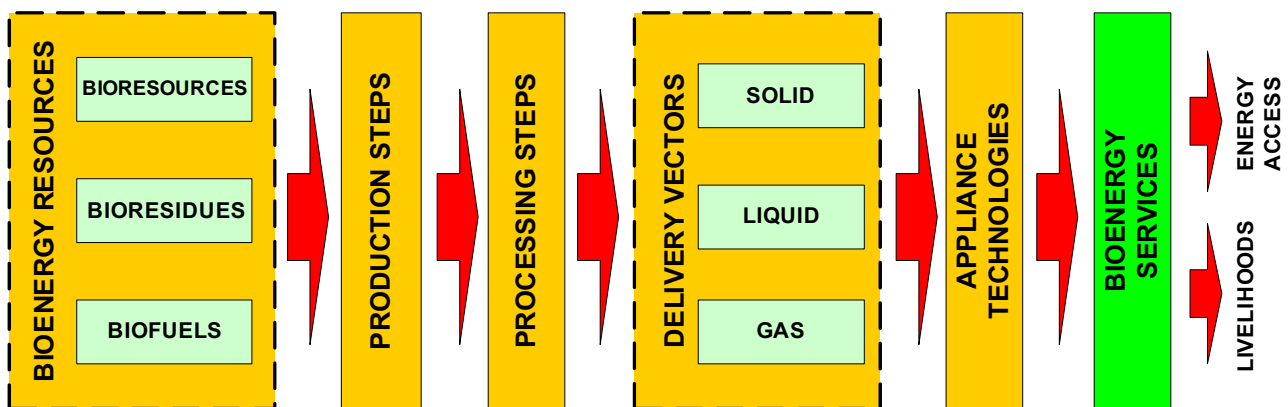 BIOENERGY RESOURCES
BIORESOURCES
BIORESIDUES
BIOFUELS
PRODUCTION STEPS
PROCESSING STEPS
DELIVERY VECTORS
SOLID
LIQUID
GAS
APPLIANCE
TECHNOLOGIES
BIOENERGY
SERVICES
ENERGY
ACCESS
LIVELIHOODS